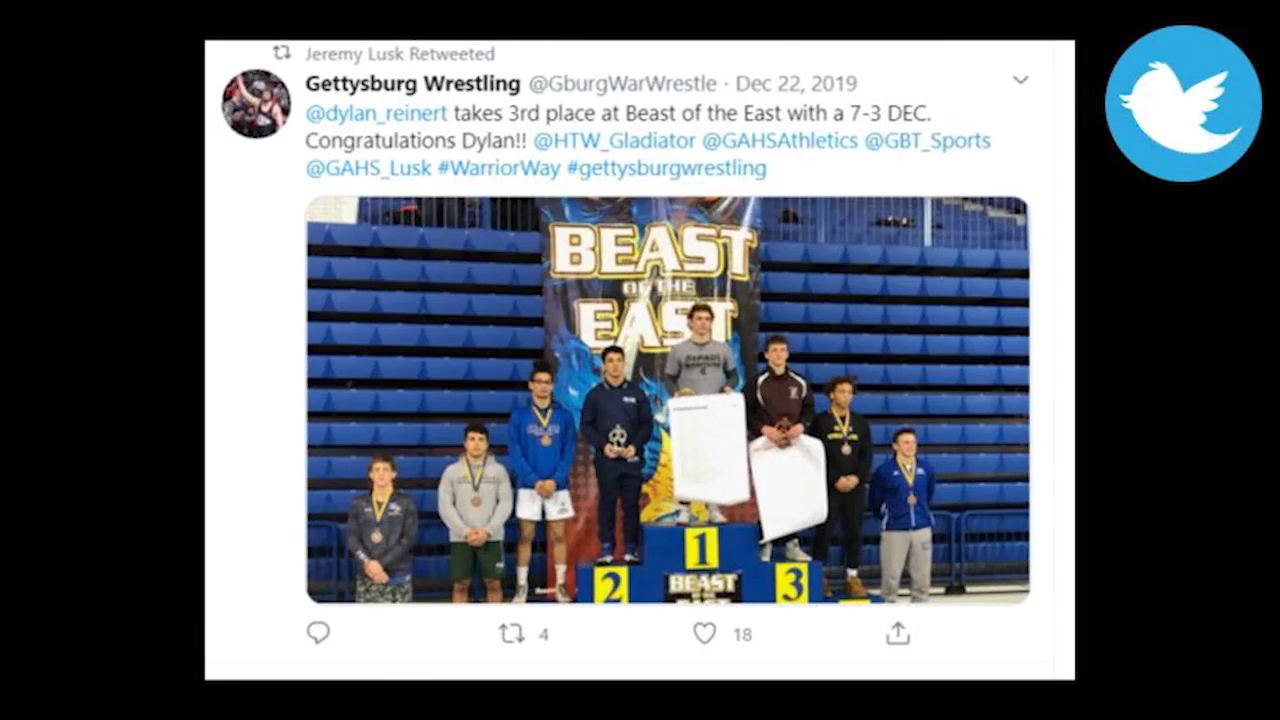 Jeremy Lusk Retweeted
Gettysburg Wrestling @GburgWarWrestle · Dec 22, 2019
@dylan_reinert takes 3rd place at Beast of the East with a 7-3 DEC.
Congratulations Dylan!! @HTW_Gladiator @GAHSAthletics @GBT_Sports
@GAHS_Lusk #WarriorWay #gettysburgwrestling
BEAST
OF THE
EAST
1
2
BEAST
3
4
18